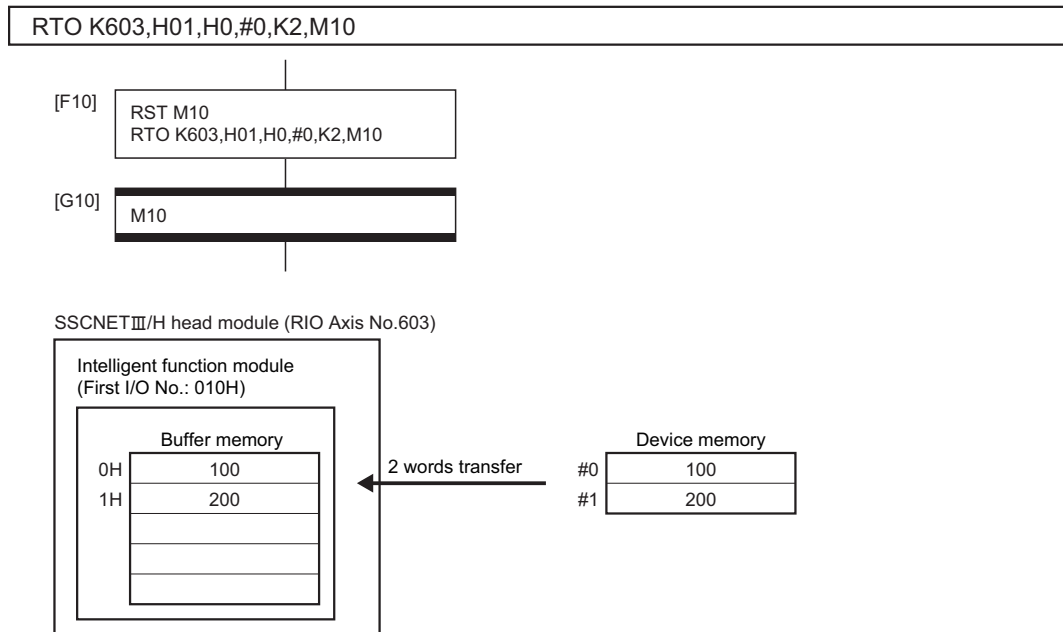 RTO K603,H01,H0,#0,K2,M10
[F10]
RST M10
RTO K603,H01,H0,#0,K2,M10
[G10]
M10
SSCNETⅢ/H head module (RIO Axis No.603)
Intelligent function module
(First I/O No.: 010H)
Buffer memory
Device memory
0H 100
2 words transfer
#0 100
1H 200
#1 200